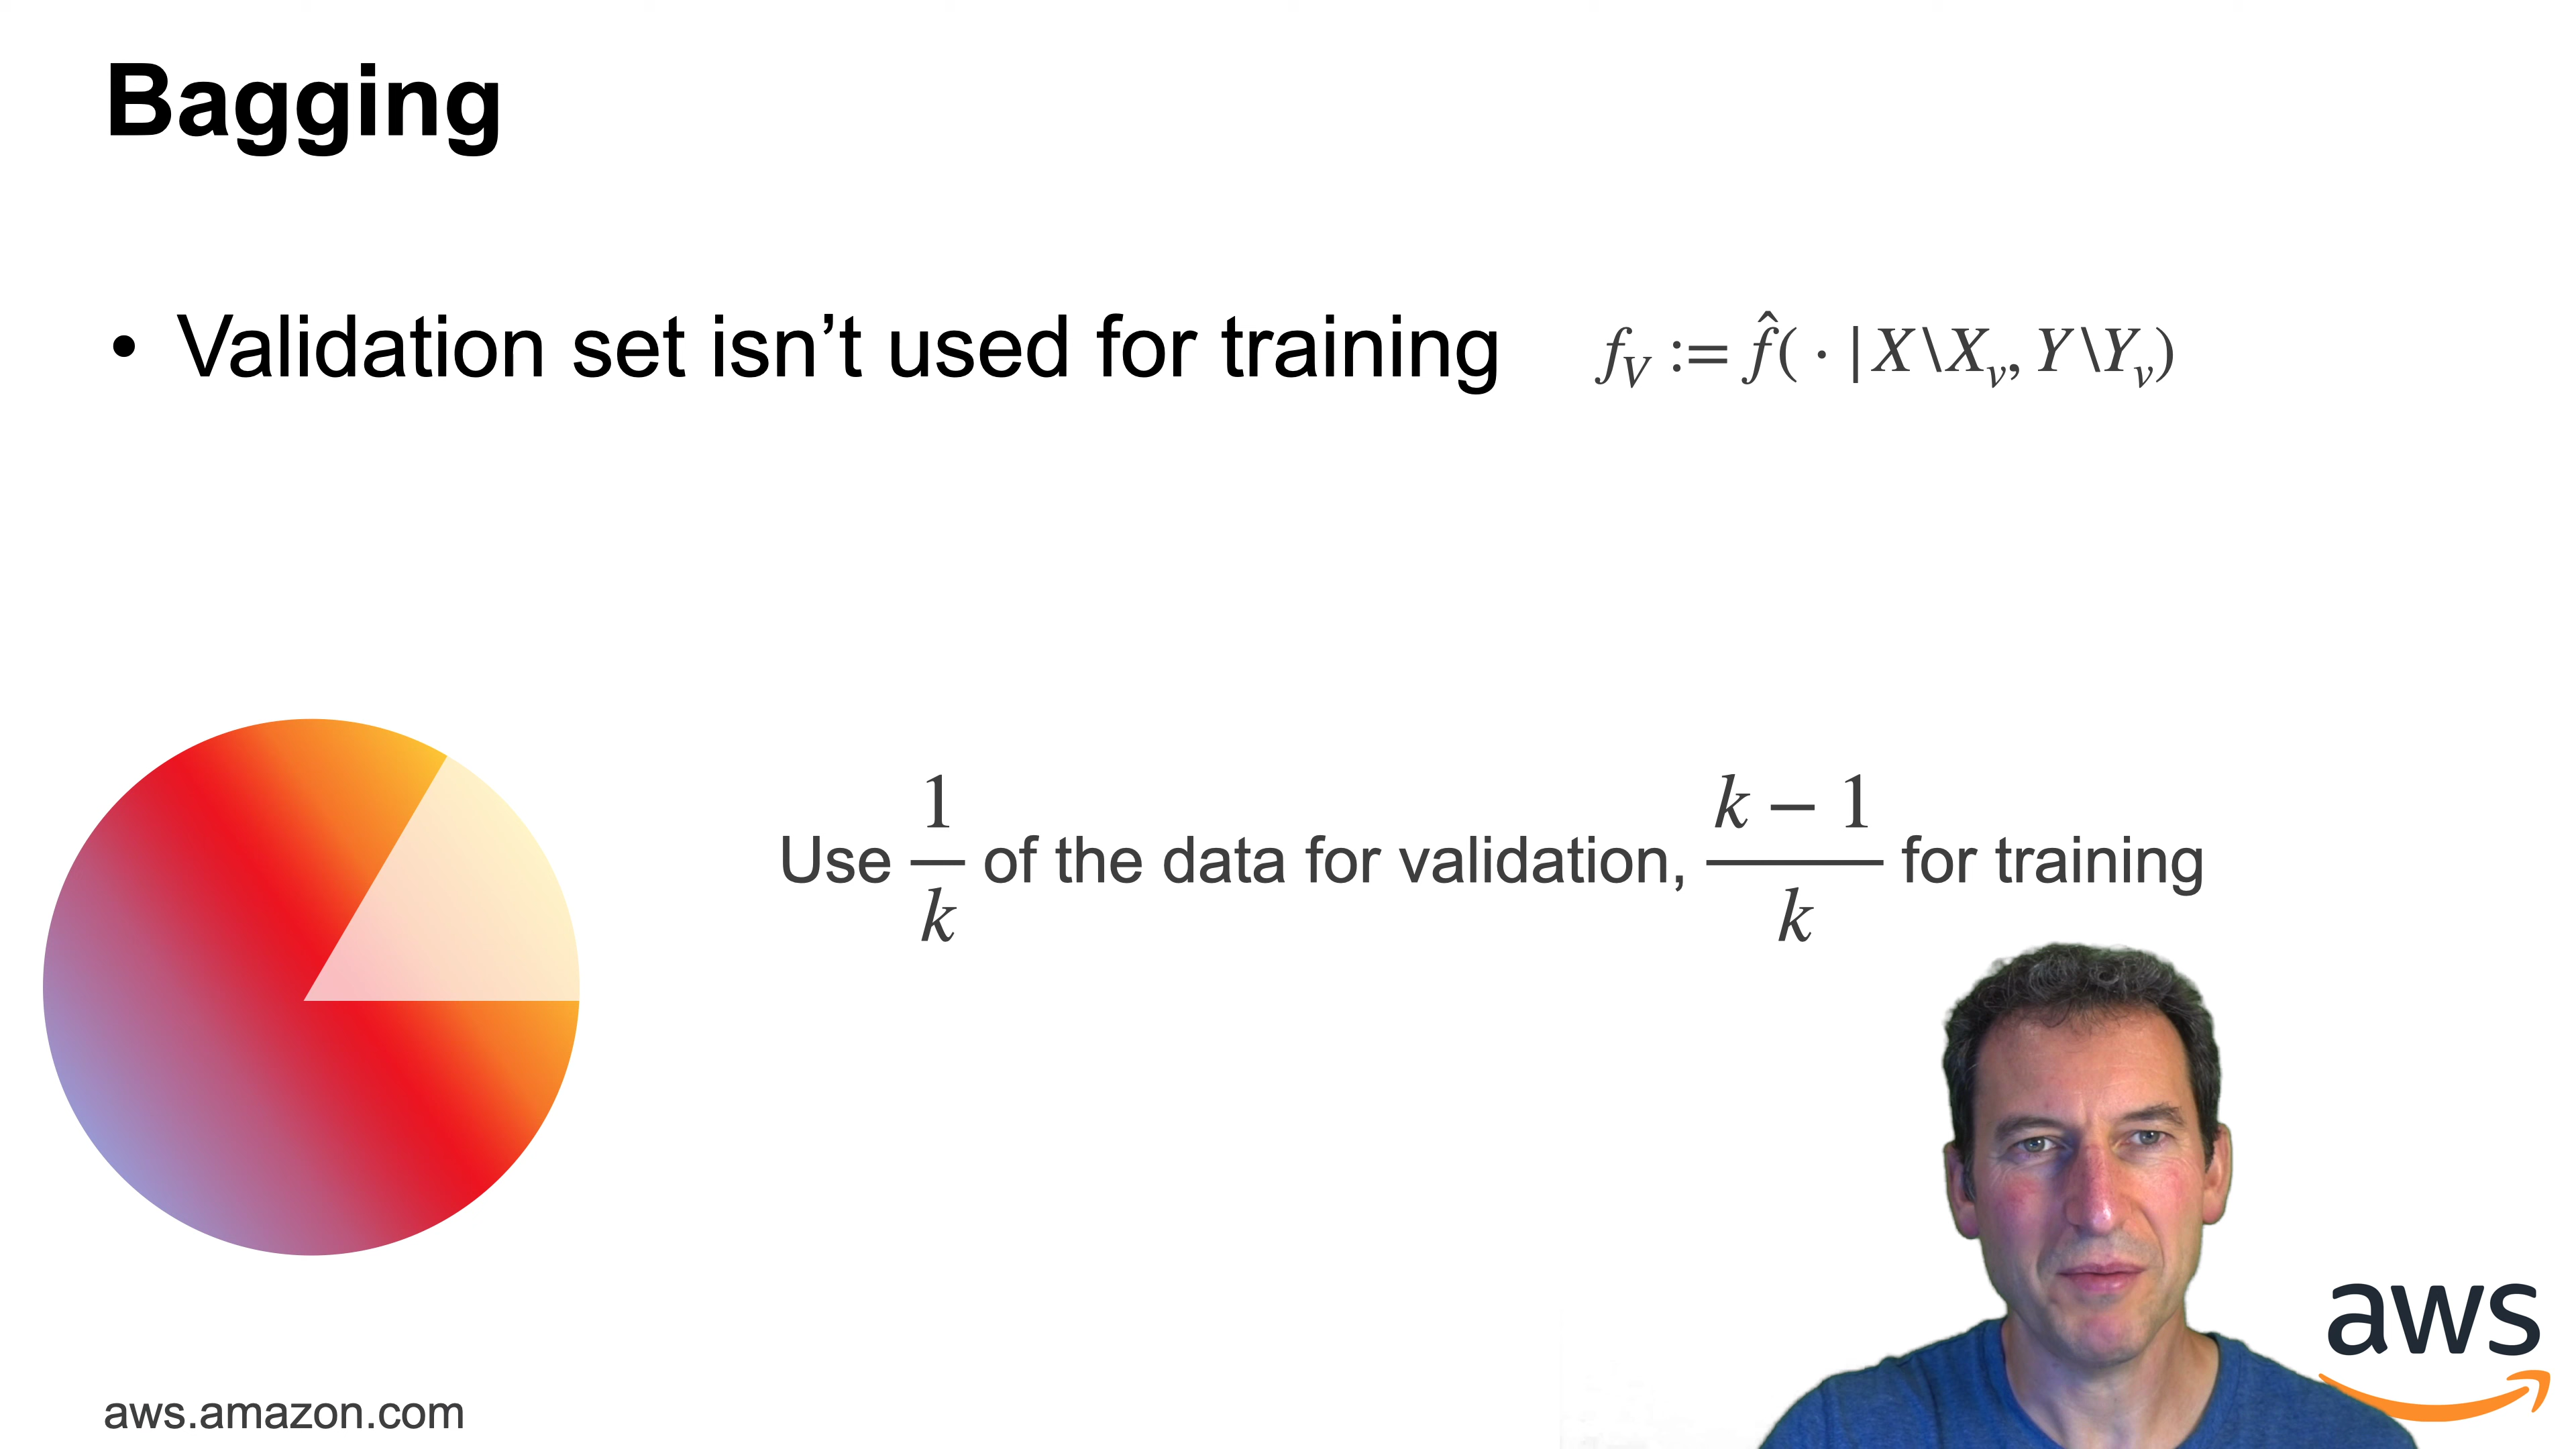 Bagging
• Validation set isn’t used for training f_V := f̂( · | X\X_v, Y\Y_v)
Use 1/k of the data for validation, k − 1/k for training
aws
aws.amazon.com